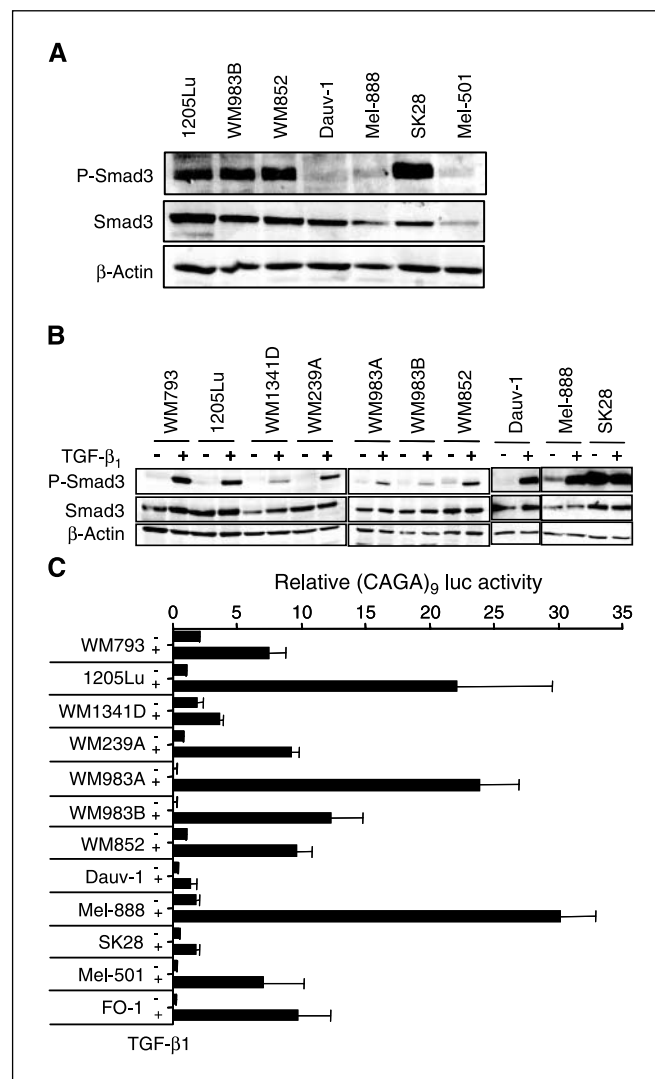 A
1205Lu WM983B WM852 Dauv-1 Mel-888 SK28 Mel-501
P-Smad3
Smad3
β-Actin
B
WM793 1205Lu WM1341D WM239A WM983A WM983B WM852 Dauv-1 Mel-888 SK28
TGF-β₁ - + - + - + - + - + - + - + - + - + - +
P-Smad3
Smad3
β-Actin
C
Relative (CAGA)₉ luc activity
0 5 10 15 20 25 30 35
WM793 - +
1205Lu - +
WM1341D - +
WM239A - +
WM983A - +
WM983B - +
WM852 - +
Dauv-1 - +
Mel-888 - +
SK28 - +
Mel-501 - +
FO-1 - +
TGF-β1